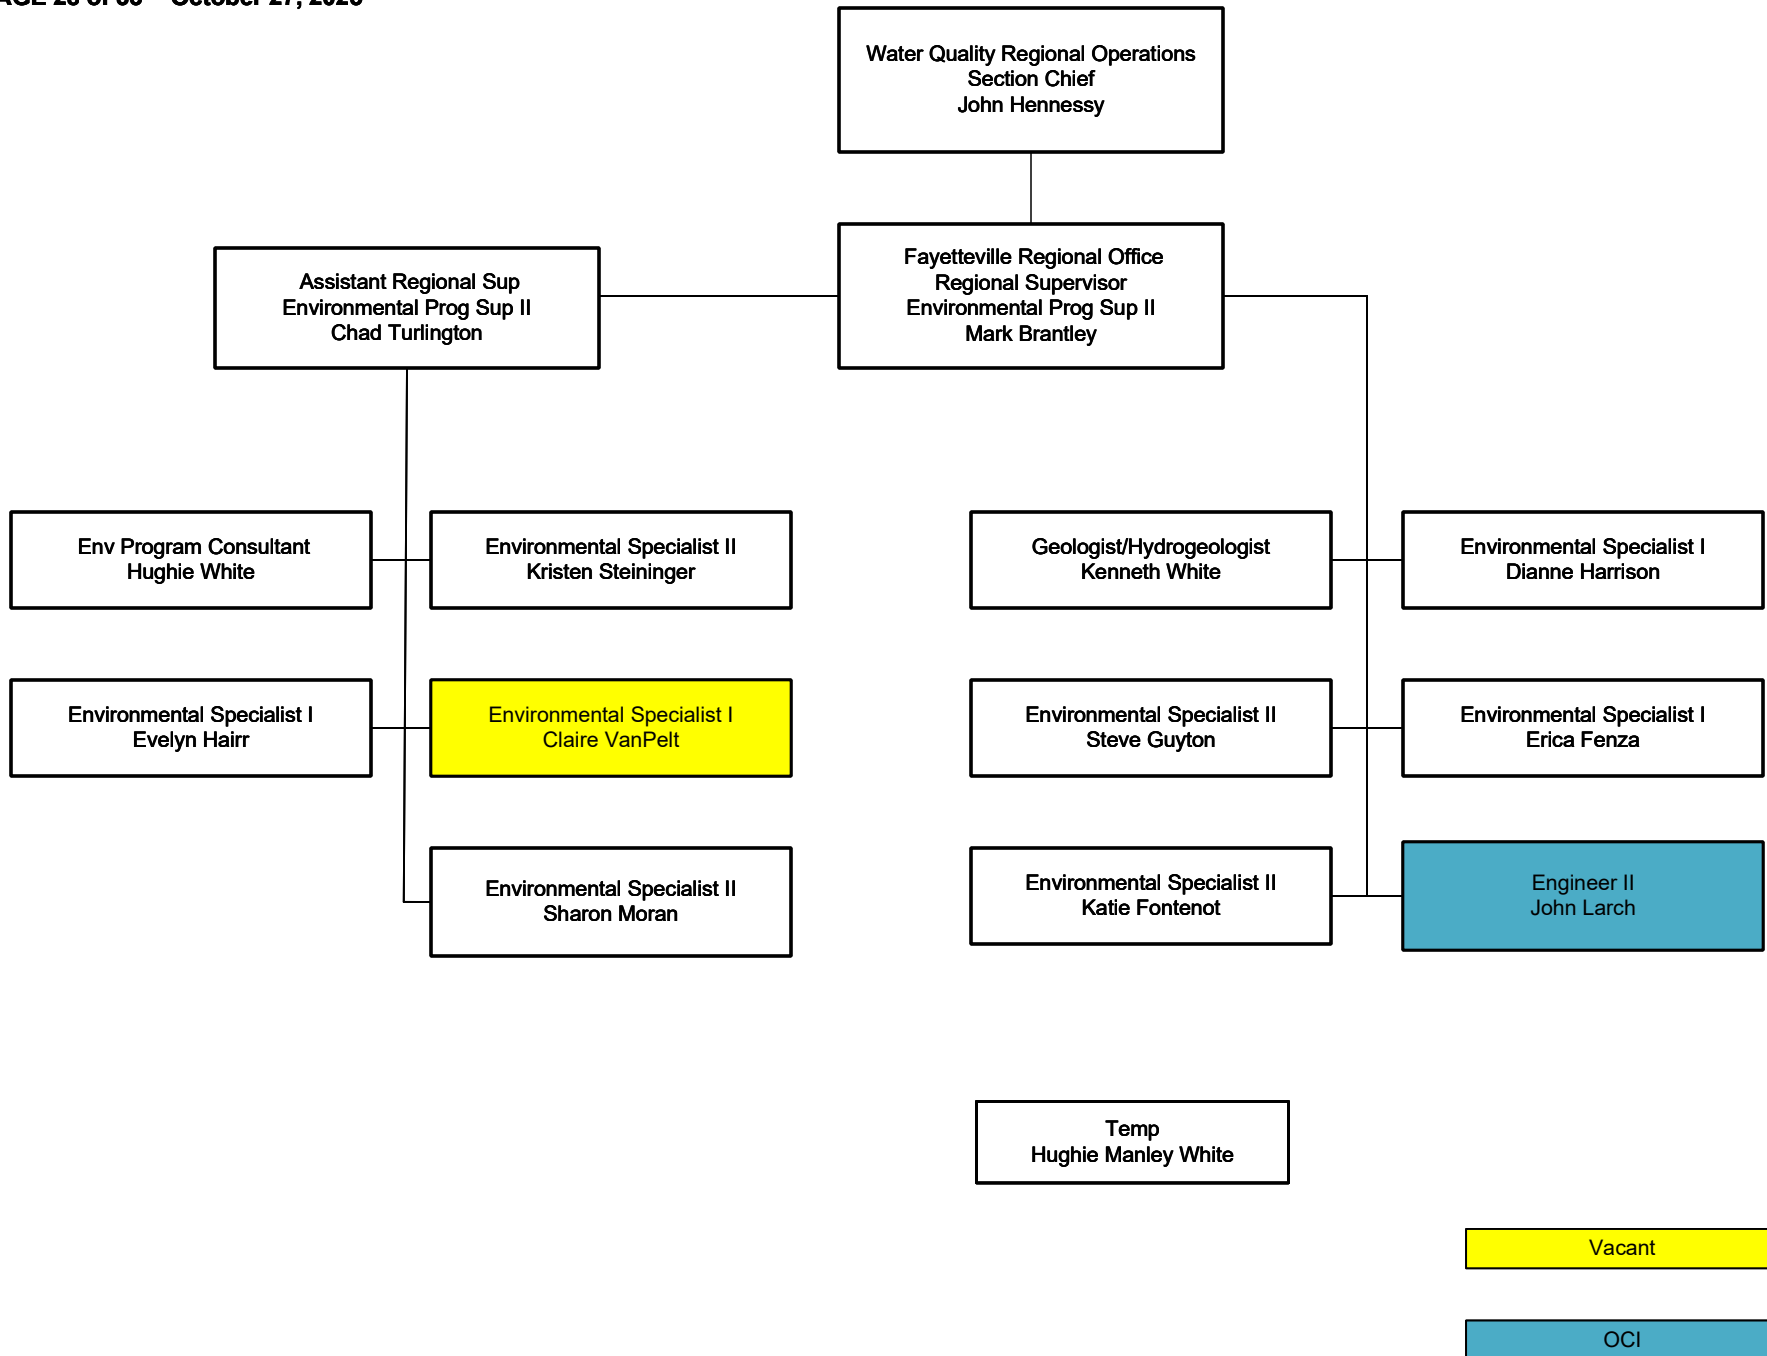 October 27,
Water Quality Regional Operations
Section Chief
John Hennessy
Assistant Regional Sup
Environmental Prog Sup II
Chad Turlington
Fayetteville Regional Office
Regional Supervisor
Environmental Prog Sup II
Mark Brantley
Env Program Consultant
Hughie White
Environmental Specialist II
Kristen Steininger
Geologist/Hydrogeologist
Kenneth White
Environmental Specialist I
Dianne Harrison
Environmental Specialist I
Evelyn Hairr
Environmental Specialist I
Claire VanPelt
Environmental Specialist II
Steve Guyton
Environmental Specialist I
Erica Fenza
Environmental Specialist II
Sharon Moran
Environmental Specialist II
Katie Fontenot
Engineer II
John Larch
Temp
Hughie Manley White
Vacant
OCI